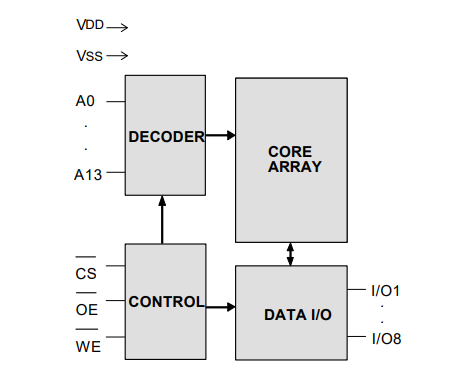 VDD
VSS
A0
.
.
A13
DECODER
CORE
ARRAY
CS
OE
WE
CONTROL
DATA I/O
I/O1
.
.
I/O8